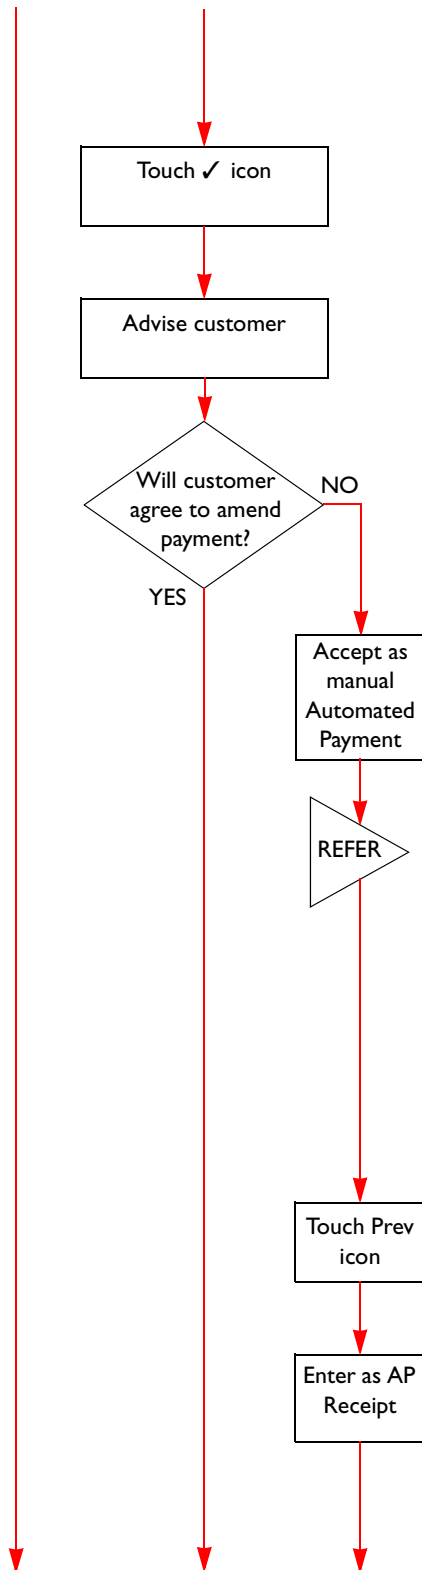 Touch ✓ icon
Advise customer
Will customer
agree to amend
payment?
NO
YES
Accept as
manual
Automated
Payment
REFER
Touch Prev
icon
Enter as AP
Receipt